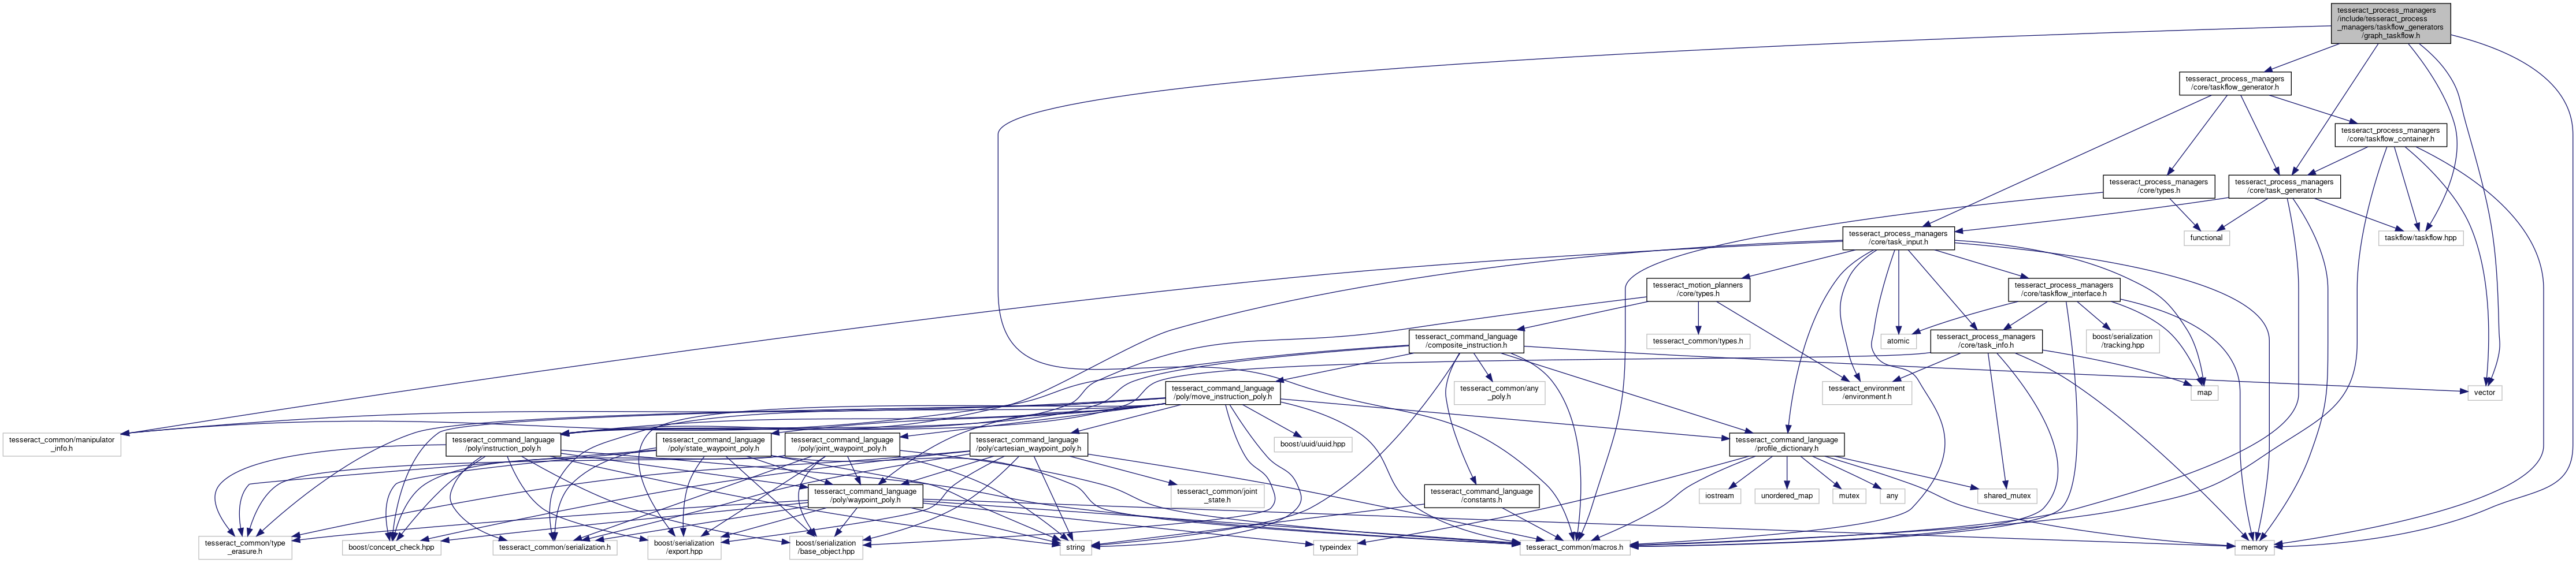 tesseract_process_managers
/include/tesseract_process
_managers/taskflow_generators
/graph_taskflow.h
tesseract_process_managers
/core/taskflow_generator.h
tesseract_process_managers
/core/taskflow_container.h
tesseract_process_managers
/core/types.h
tesseract_process_managers
/core/task_generator.h
tesseract_process_managers
/core/task_input.h
functional
taskflow/taskflow.hpp
tesseract_motion_planners
/core/types.h
tesseract_process_managers
/core/taskflow_interface.h
tesseract_command_language
/composite_instruction.h
tesseract_common/types.h
atomic
tesseract_process_managers
/core/task_info.h
boost/serialization
/tracking.hpp
tesseract_command_language
/poly/move_instruction_poly.h
tesseract_common/any
_poly.h
tesseract_environment
/environment.h
map
vector
tesseract_common/manipulator
_info.h
tesseract_command_language
/poly/instruction_poly.h
tesseract_command_language
/poly/state_waypoint_poly.h
tesseract_command_language
/poly/joint_waypoint_poly.h
tesseract_command_language
/poly/cartesian_waypoint_poly.h
boost/uuid/uuid.hpp
tesseract_command_language
/profile_dictionary.h
tesseract_command_language
/poly/waypoint_poly.h
tesseract_common/joint
_state.h
tesseract_command_language
/constants.h
iostream
unordered_map
mutex
any
shared_mutex
tesseract_common/type
_erasure.h
boost/concept_check.hpp
tesseract_common/serialization.h
boost/serialization
/export.hpp
boost/serialization
/base_object.hpp
string
typeindex
tesseract_common/macros.h
memory